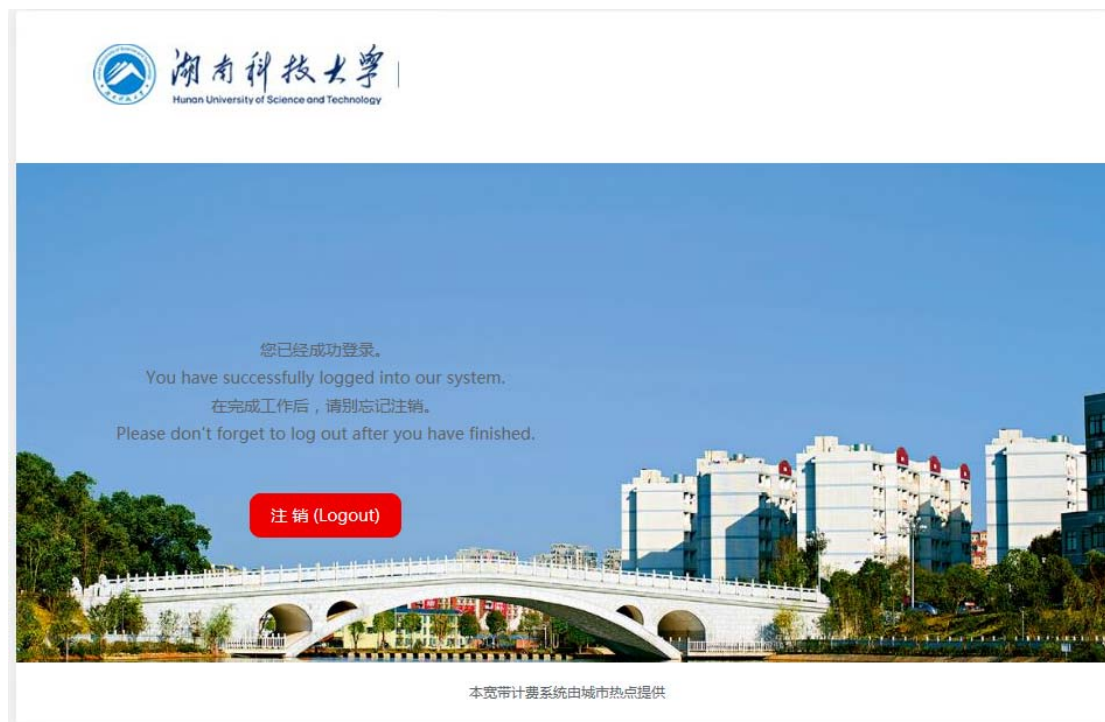 湖南科技大学
Hunan University of Science and Technology
您已经成功登录。
You have successfully logged into our system.
在完成工作后，请别忘记注销。
Please don't forget to log out after you have finished.
注 销 (Logout)
本宽带计费系统由城市热点提供